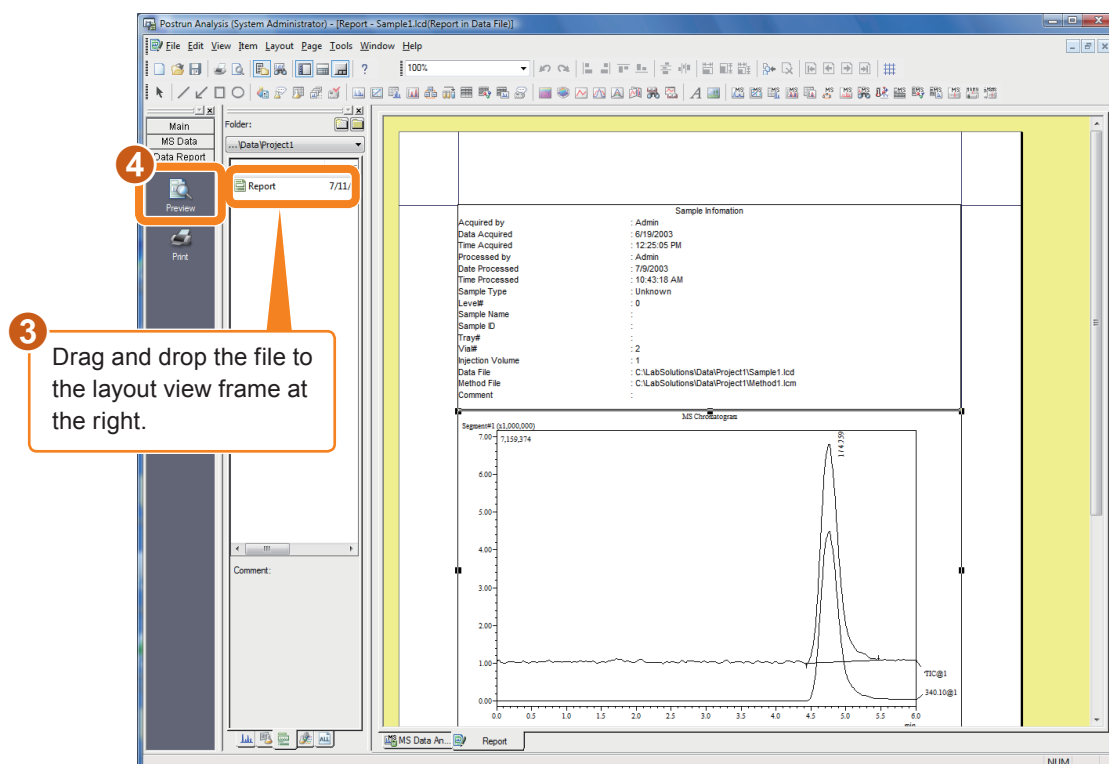 Postrun Analysis (System Administrator) - [Report - Sample1.lcd(Report in Data File)]
File Edit View Item Layout Page Tools Window Help
100%
Main
MS Data
Data Report
4
Preview
Print
Folder:
...\Data\Project1
Report 7/11/
3
Drag and drop the file to
the layout view frame at
the right.
Comment:
Sample Infomation
Acquired by : Admin
Data Acquired : 6/19/2003
Time Acquired : 12:25:05 PM
Processed by : Admin
Date Processed : 7/9/2003
Time Processed : 10:43:18 AM
Sample Type : Unknown
Level# : 0
Sample Name :
Sample ID :
Tray# :
Vial# : 2
Injection Volume : 1
Data File : C:\LabSolutions\Data\Project1\Sample1.lcd
Method File : C:\LabSolutions\Data\Project1\Method1.lcm
Comment :
MS Chromatogram
Segment#1 (x1,000,000)
7.00 7,159,374
1 / 4.759
6.00
5.00
4.00
3.00
2.00
1.00
0.00
TIC@1
340.10@1
0.0 0.5 1.0 1.5 2.0 2.5 3.0 3.5 4.0 4.5 5.0 5.5 6.0
min
MS Data An... Report
NUM